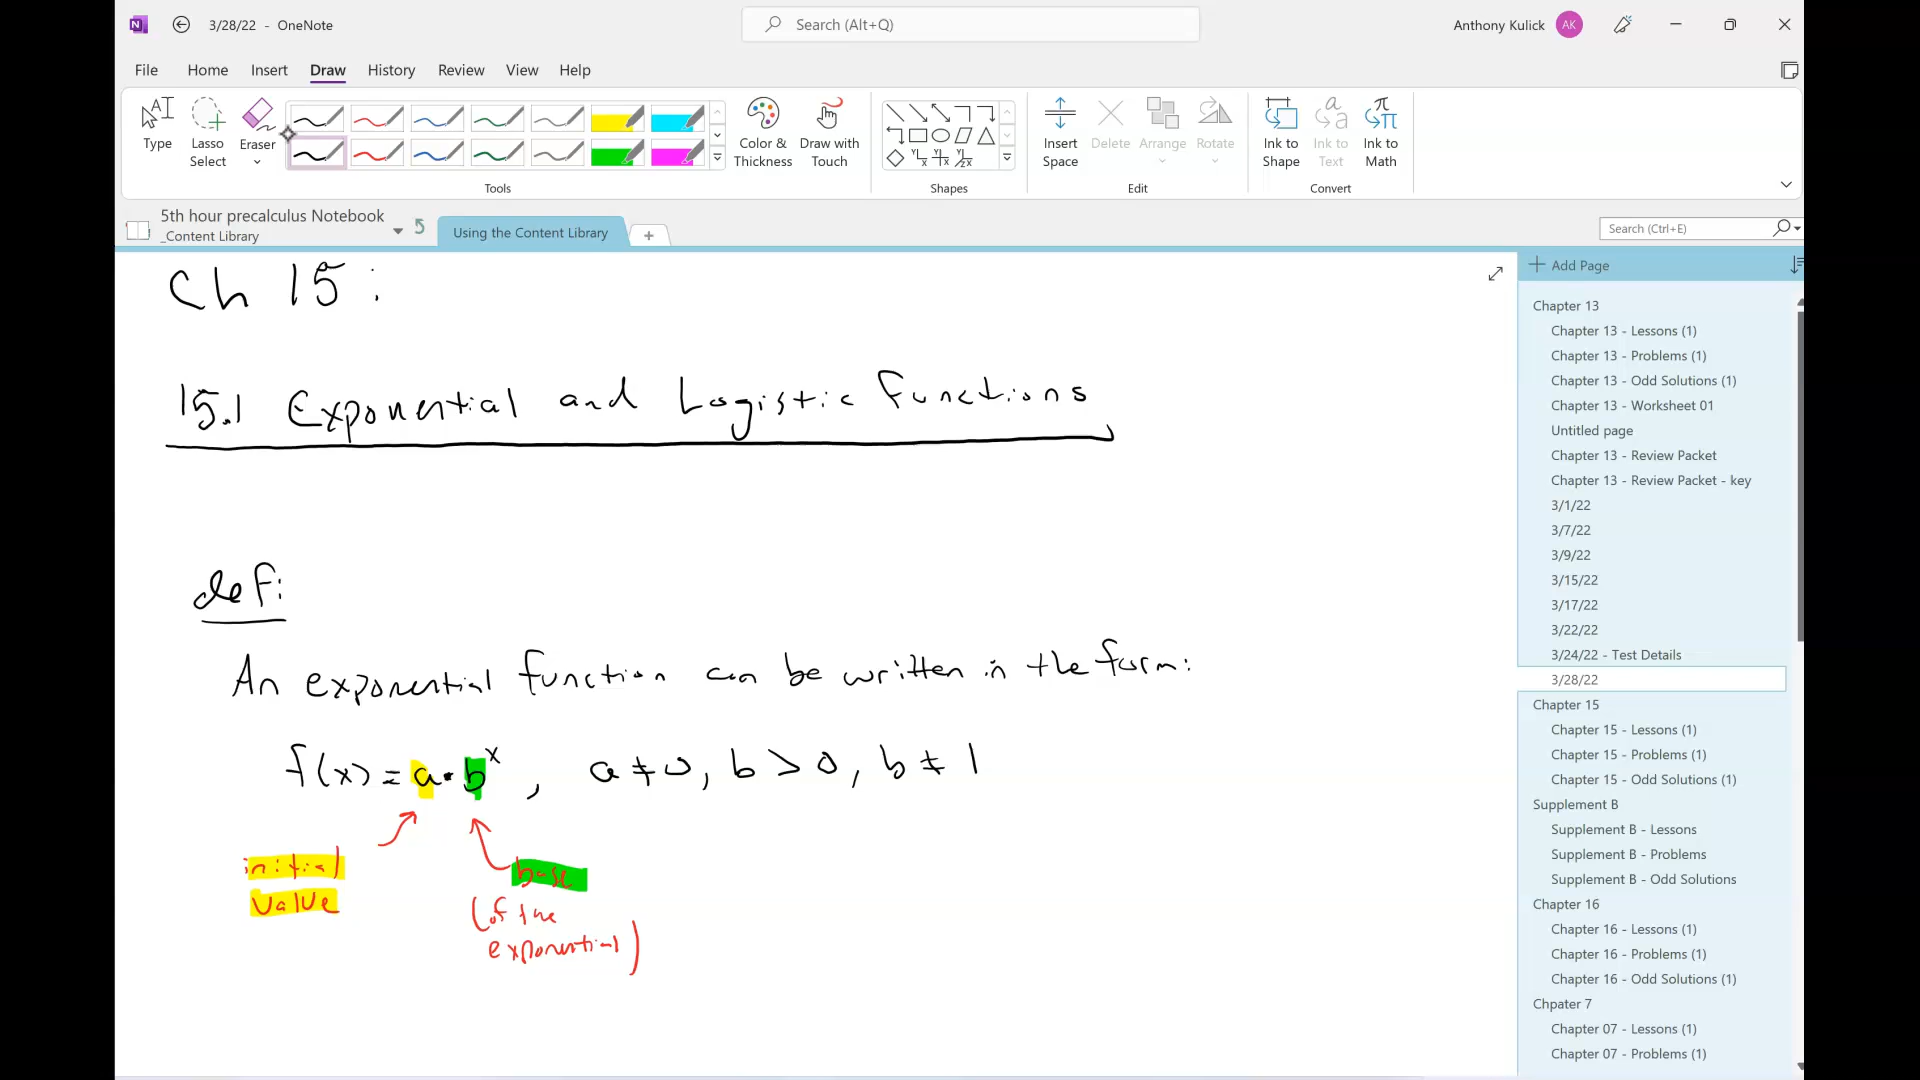 3/28/22 - OneNote
Search (Alt+Q)
Anthony Kulick
AK
File Home Insert Draw History Review View Help
Type
Lasso Select
Eraser
Color & Thickness
Draw with Touch
Insert Space
Delete
Arrange
Rotate
Ink to Shape
Ink to Text
Ink to Math
Tools
Shapes
Edit
Convert
5th hour precalculus Notebook
_Content Library
Using the Content Library
Search (Ctrl+E)
Ch 15:
15.1 Exponential and Logistic Functions
def:
An exponential function can be written in the form:
f(x) = a · b^x , a ≠ 0, b > 0, b ≠ 1
initial
value
base
(of the
exponential)
Add Page
Chapter 13
Chapter 13 - Lessons (1)
Chapter 13 - Problems (1)
Chapter 13 - Odd Solutions (1)
Chapter 13 - Worksheet 01
Untitled page
Chapter 13 - Review Packet
Chapter 13 - Review Packet - key
3/1/22
3/7/22
3/9/22
3/15/22
3/17/22
3/22/22
3/24/22 - Test Details
3/28/22
Chapter 15
Chapter 15 - Lessons (1)
Chapter 15 - Problems (1)
Chapter 15 - Odd Solutions (1)
Supplement B
Supplement B - Lessons
Supplement B - Problems
Supplement B - Odd Solutions
Chapter 16
Chapter 16 - Lessons (1)
Chapter 16 - Problems (1)
Chapter 16 - Odd Solutions (1)
Chpater 7
Chapter 07 - Lessons (1)
Chapter 07 - Problems (1)